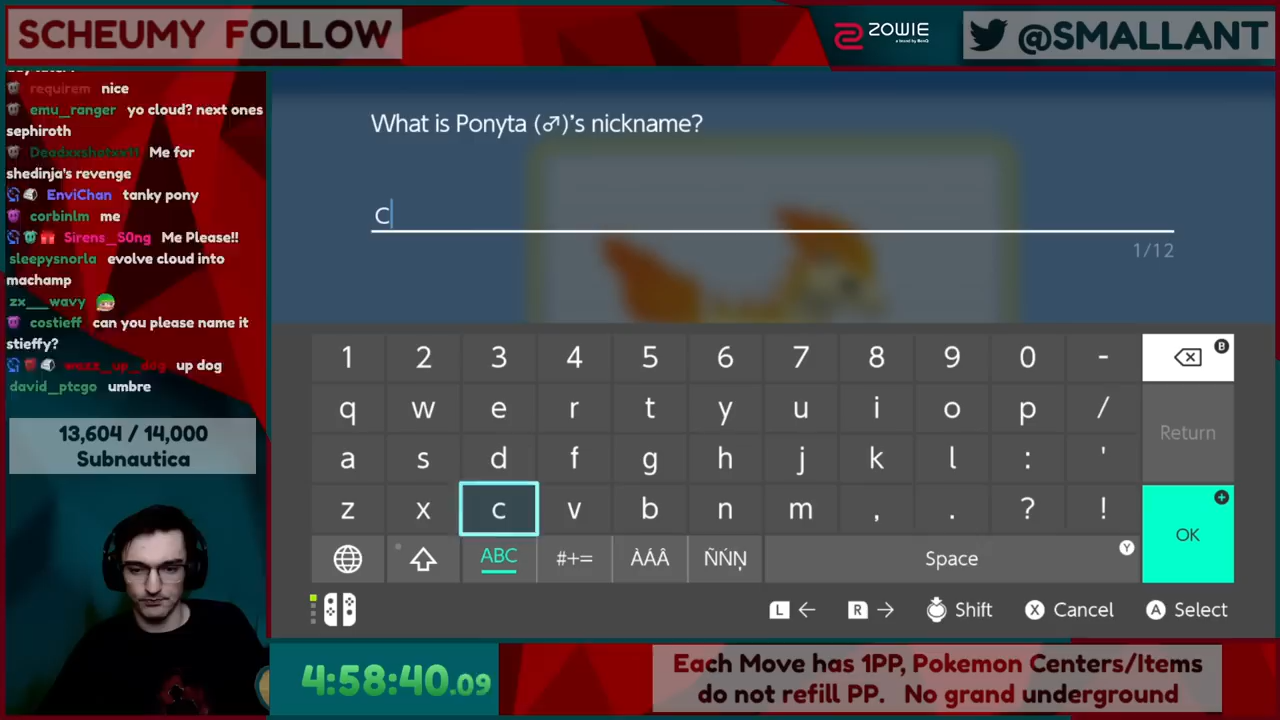 SCHEUMY FOLLOW
ZOWIE
@SMALLANT
requirem nice
emu_ranger yo cloud? next ones
sephiroth
Me for
shedinja's revenge
EnviChan tanky pony
corbinlm me
Sirens_S0ng Me Please!!
sleepysnorla evolve cloud into
machamp
zx___wavy
costieff can you please name it
stieffy?
wazz_up_dog up dog
david_ptcgo umbre
13,604 / 14,000
Subnautica
What is Ponyta (♂)'s nickname?
C
1/12
1 2 3 4 5 6 7 8 9 0 - B
q w e r t y u i o p /
Return
a s d f g h j k l : '
z x c v b n m , . ? ! +
OK
ABC #+= ÀÁÂ ÑŃṆ Space Y
L ← R → Shift X Cancel A Select
4:58:40.09
Each Move has 1PP, Pokemon Centers/Items
do not refill PP. No grand underground